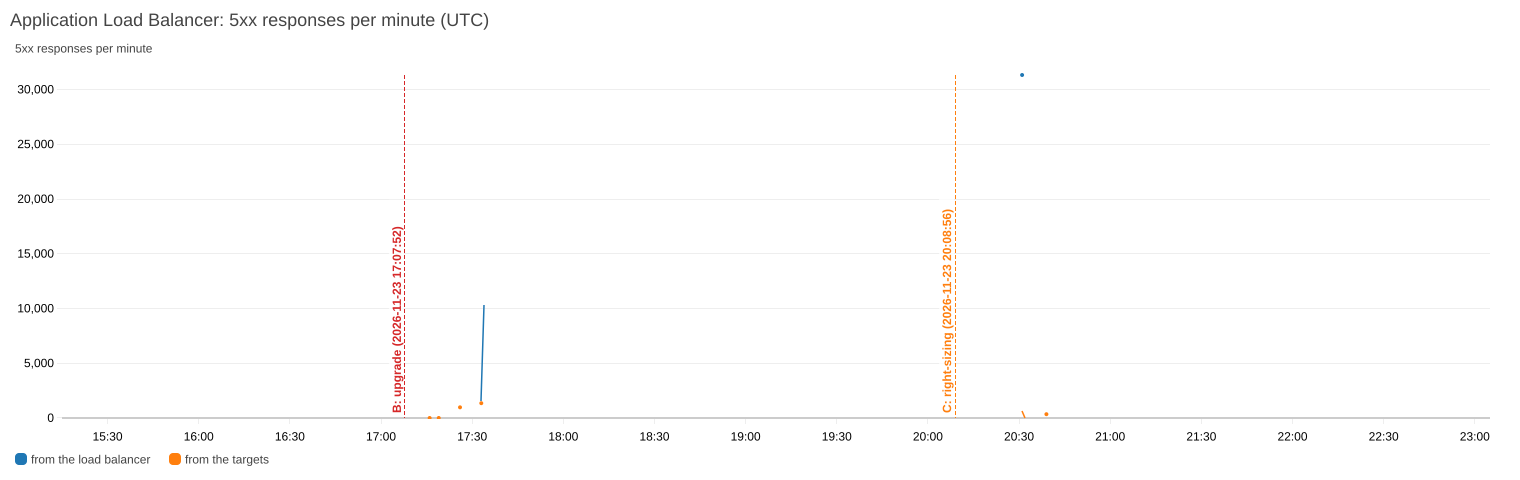 Application Load Balancer: 5xx responses per minute (UTC)
5xx responses per minute
30,000
25,000
20,000
15,000
10,000
5,000
0
B: upgrade (2026-11-23 17:07:52)
C: right-sizing (2026-11-23 20:08:56)
15:30 16:00 16:30 17:00 17:30 18:00 18:30 19:00 19:30 20:00 20:30 21:00 21:30 22:00 22:30 23:00
from the load balancer from the targets